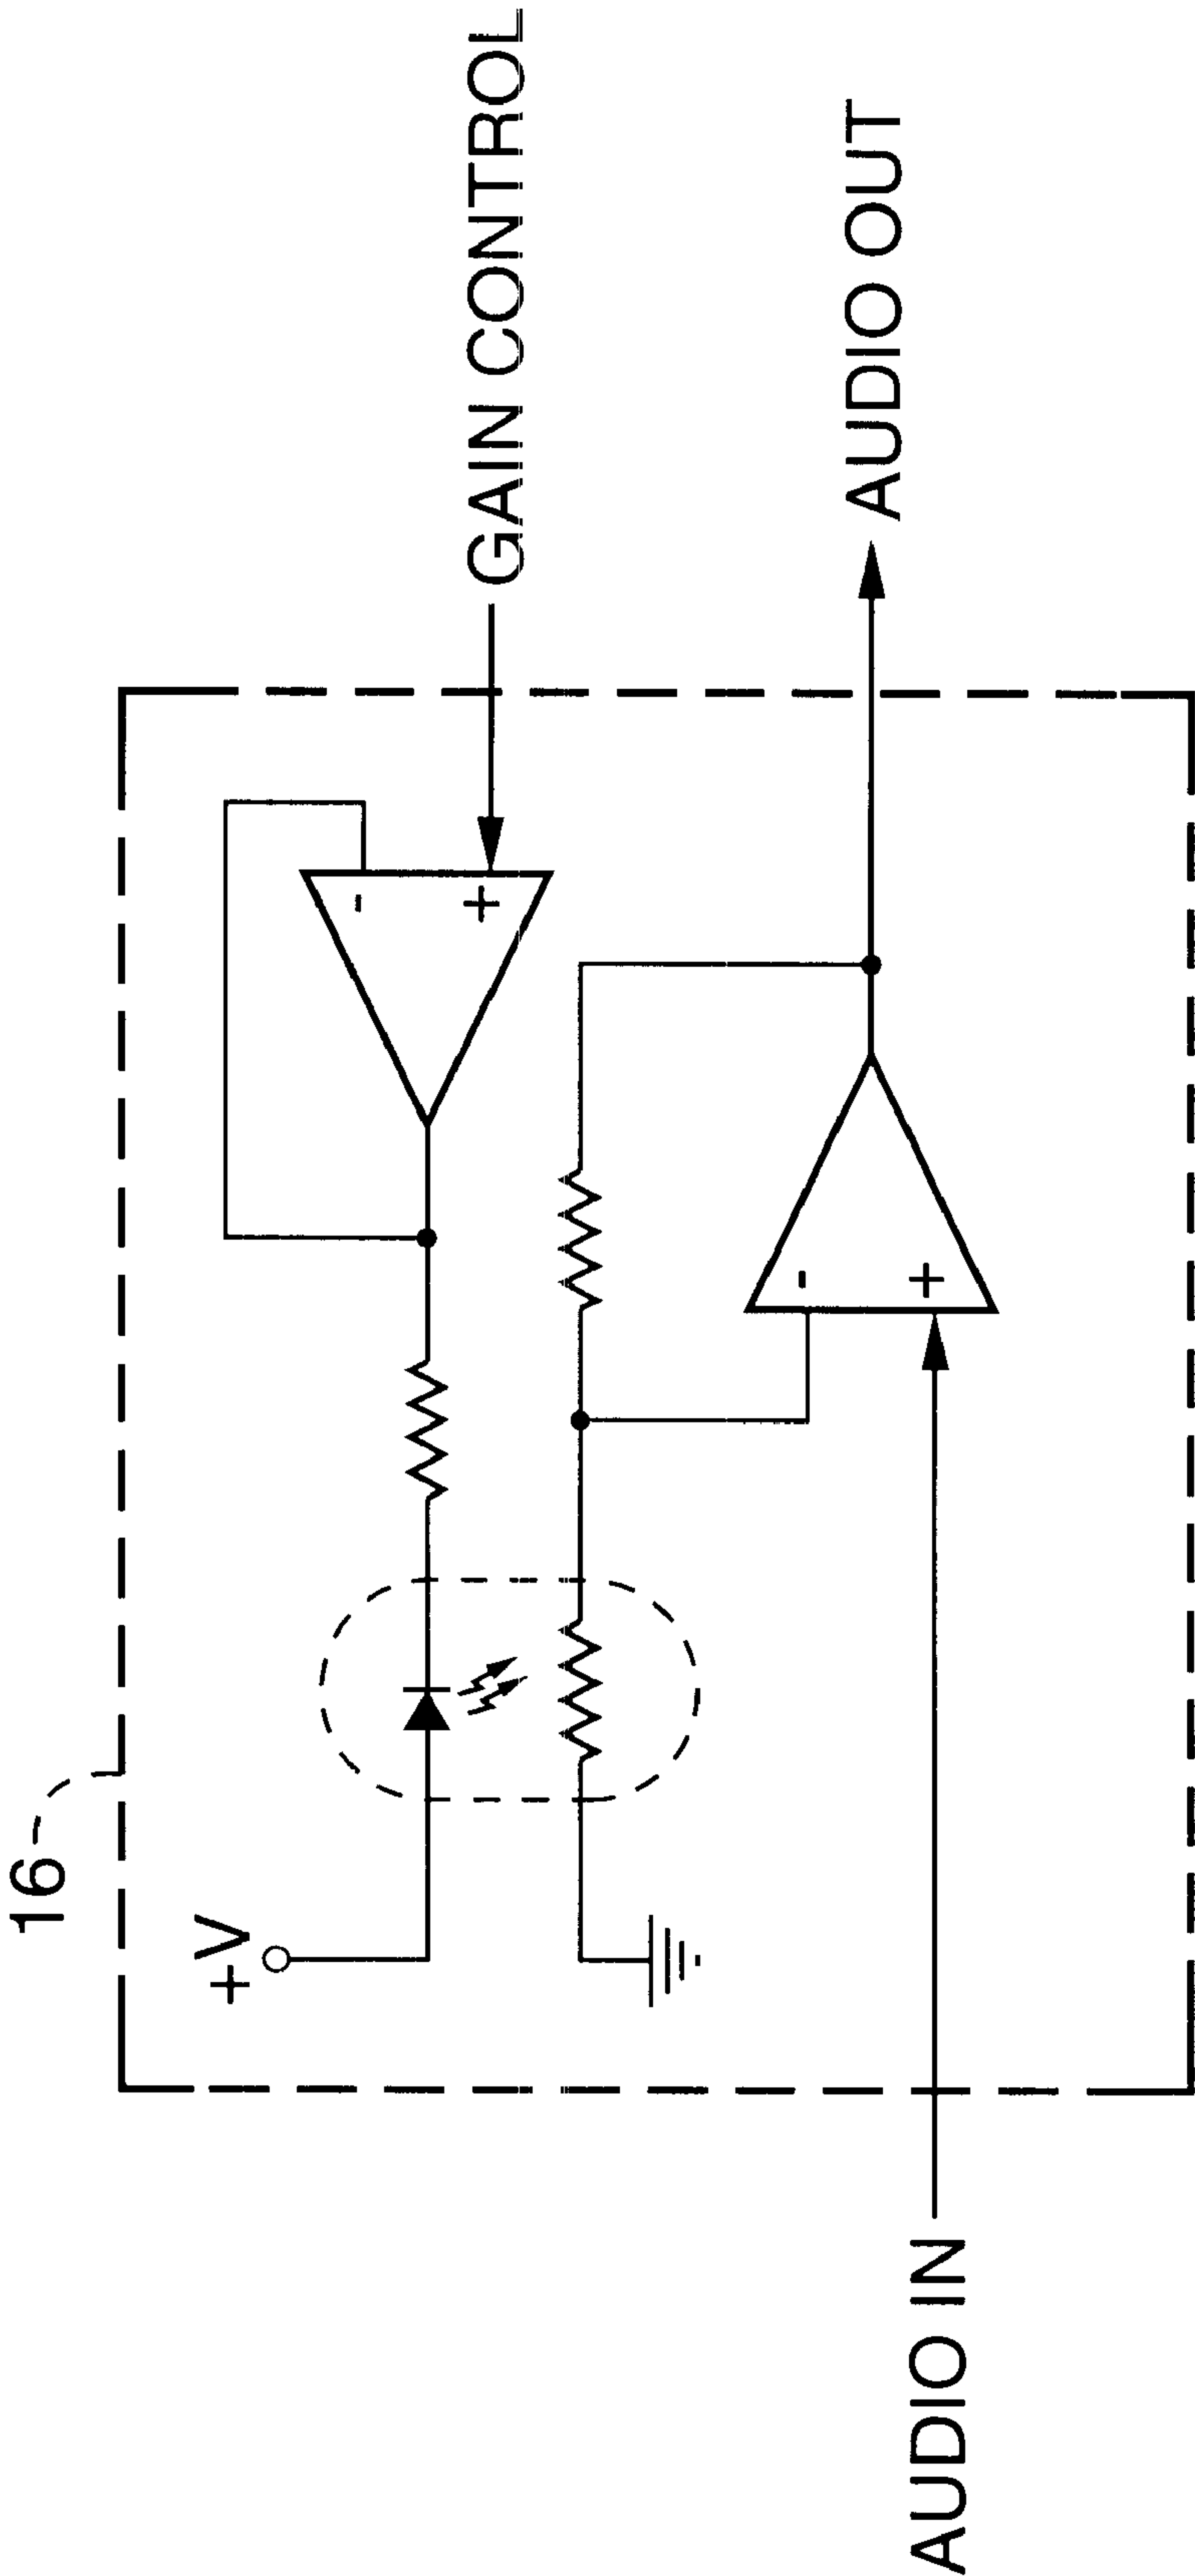 16
+V
GAIN CONTROL
-
+
AUDIO OUT
-
+
AUDIO IN